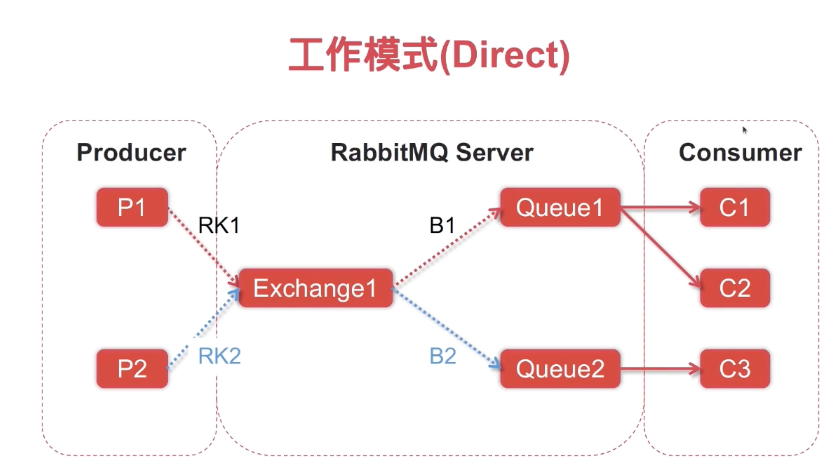 工作模式(Direct)
Producer
RabbitMQ Server
Consumer
P1
RK1
B1
Queue1
C1
Exchange1
C2
P2
RK2
B2
Queue2
C3